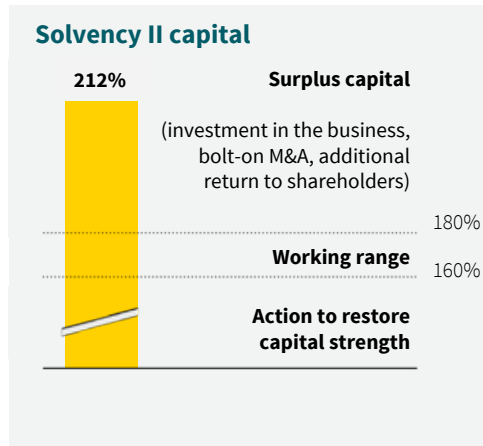 Solvency II capital
212%
Surplus capital
(investment in the business,
bolt-on M&A, additional
return to shareholders)
180%
Working range
160%
Action to restore
capital strength